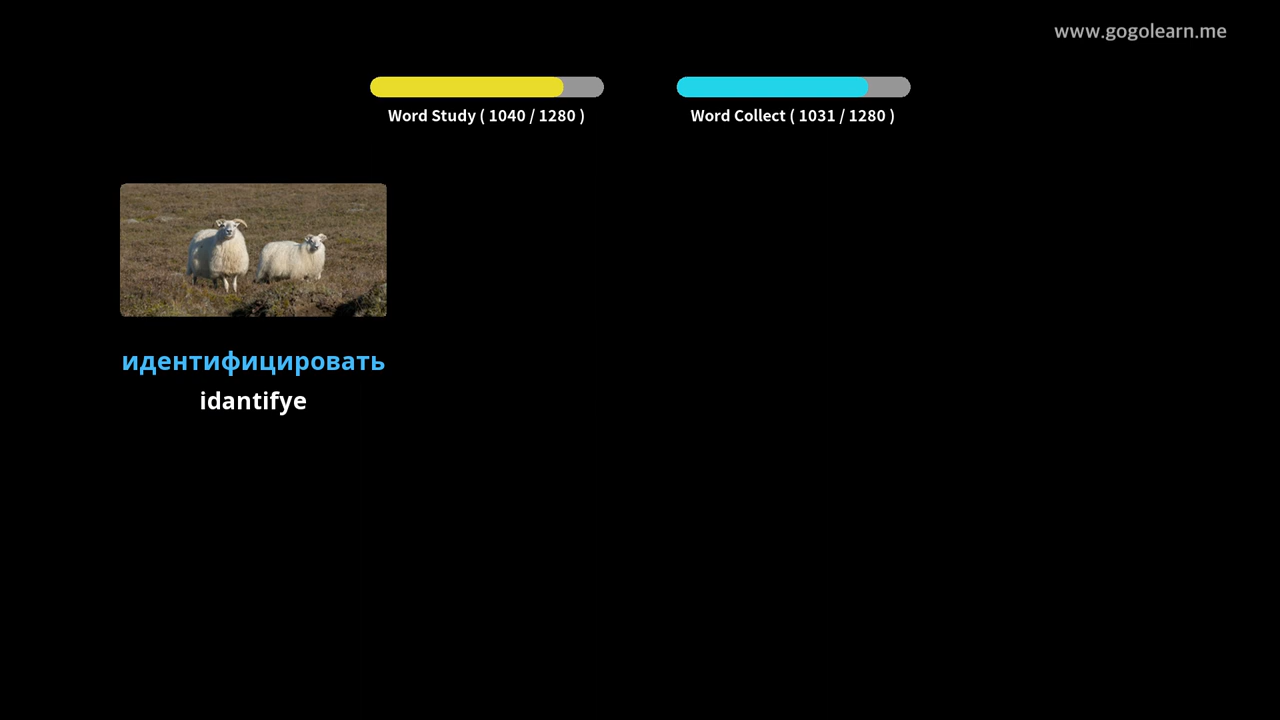 www.gogolearn.me
Word Study ( 1040 / 1280 )
Word Collect ( 1031 / 1280 )
идентифицировать
idantifye